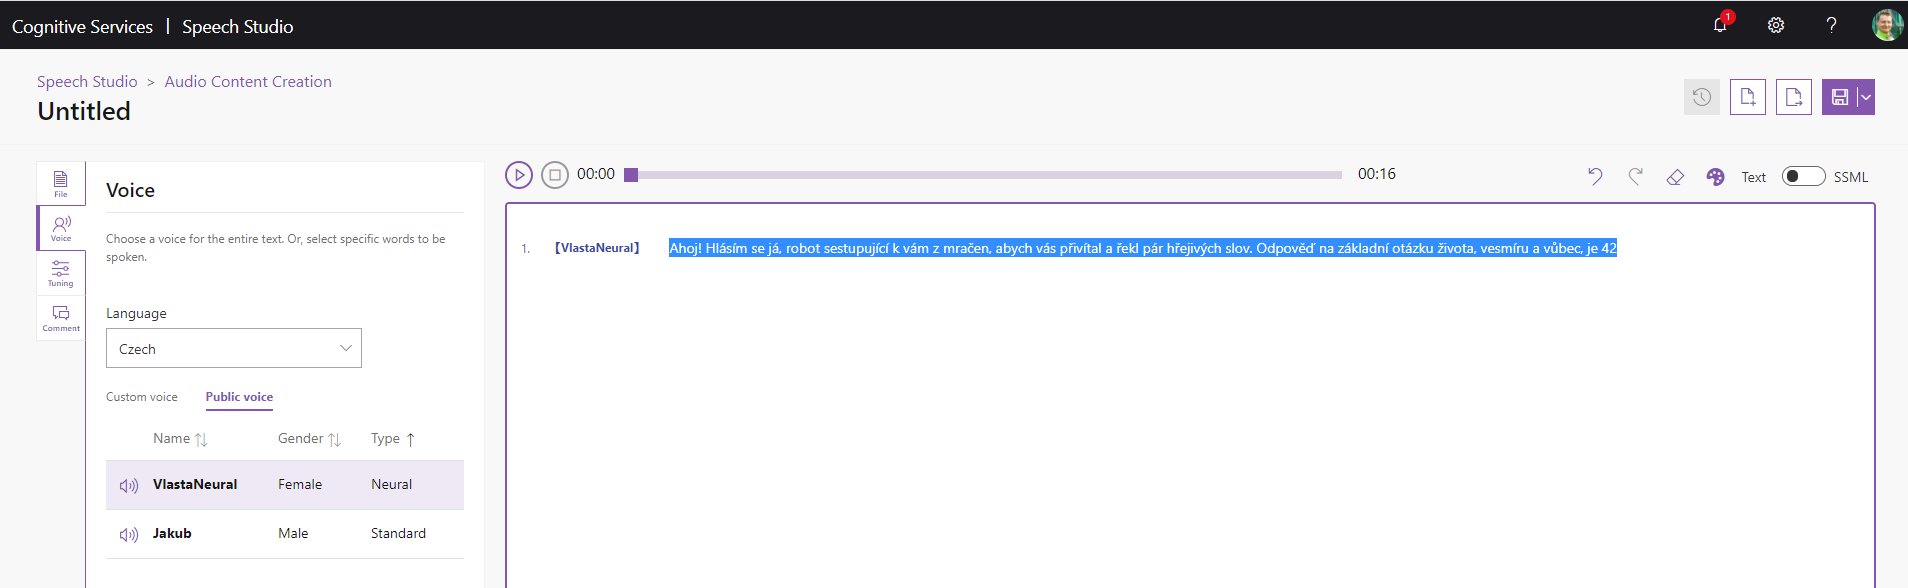 Cognitive Services | Speech Studio
1
Speech Studio > Audio Content Creation
Untitled
File
Voice
Tuning
Comment
Voice
Choose a voice for the entire text. Or, select specific words to be
spoken.
Language
Czech
Custom voice Public voice
Name Gender Type
VlastaNeural Female Neural
Jakub Male Standard
00:00 00:16
Text SSML
1. 【VlastaNeural】 Ahoj! Hlásím se já, robot sestupující k vám z mračen, abych vás přivítal a řekl pár hřejivých slov. Odpověď na základní otázku života, vesmíru a vůbec, je 42